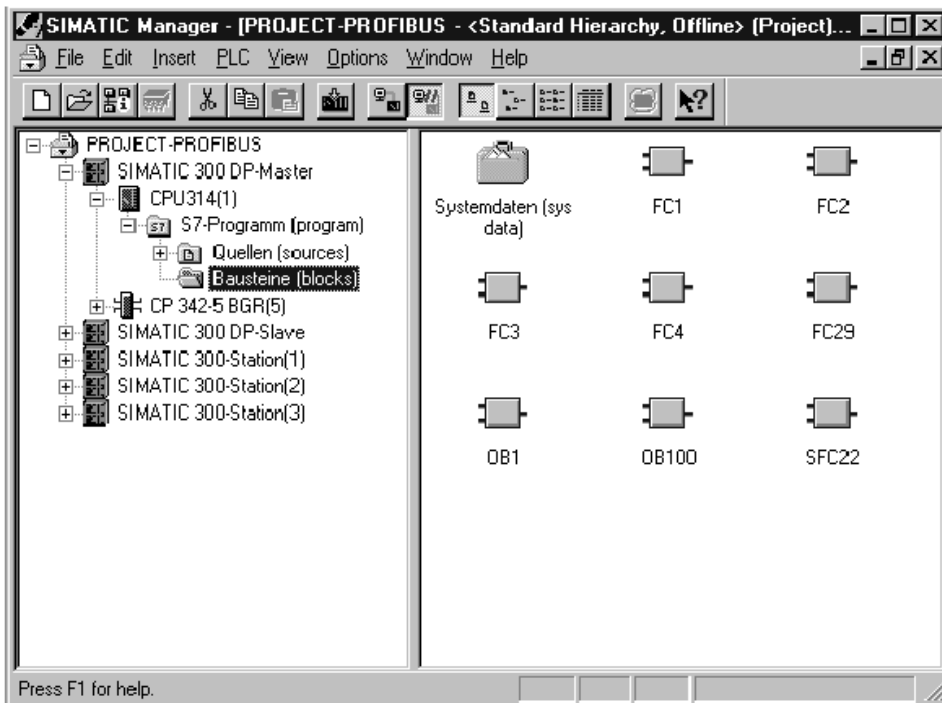 SIMATIC Manager - [PROJECT-PROFIBUS - <Standard Hierarchy, Offline> (Project)...
File Edit Insert PLC View Options Window Help
PROJECT-PROFIBUS
SIMATIC 300 DP-Master
CPU314(1)
S7-Programm (program)
Quellen (sources)
Bausteine (blocks)
CP 342-5 BGR(5)
SIMATIC 300 DP-Slave
SIMATIC 300-Station(1)
SIMATIC 300-Station(2)
SIMATIC 300-Station(3)
Systemdaten (sys
data)
FC1
FC2
FC3
FC4
FC29
OB1
OB100
SFC22
Press F1 for help.